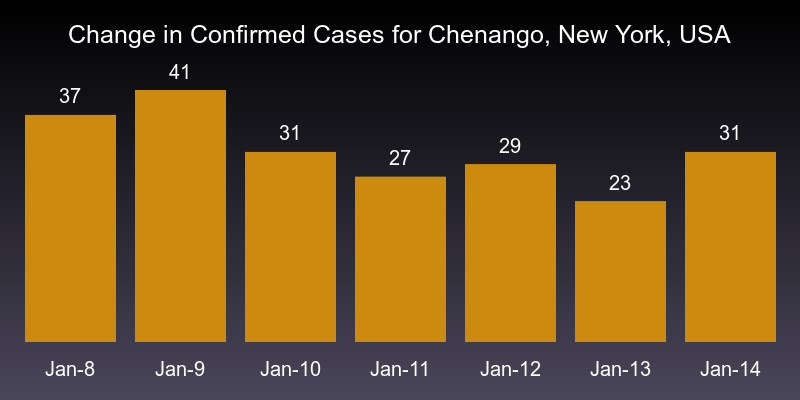 Change in Confirmed Cases for Chenango, New York, USA
37
41
31
27
29
23
31
Jan-8
Jan-9
Jan-10
Jan-11
Jan-12
Jan-13
Jan-14